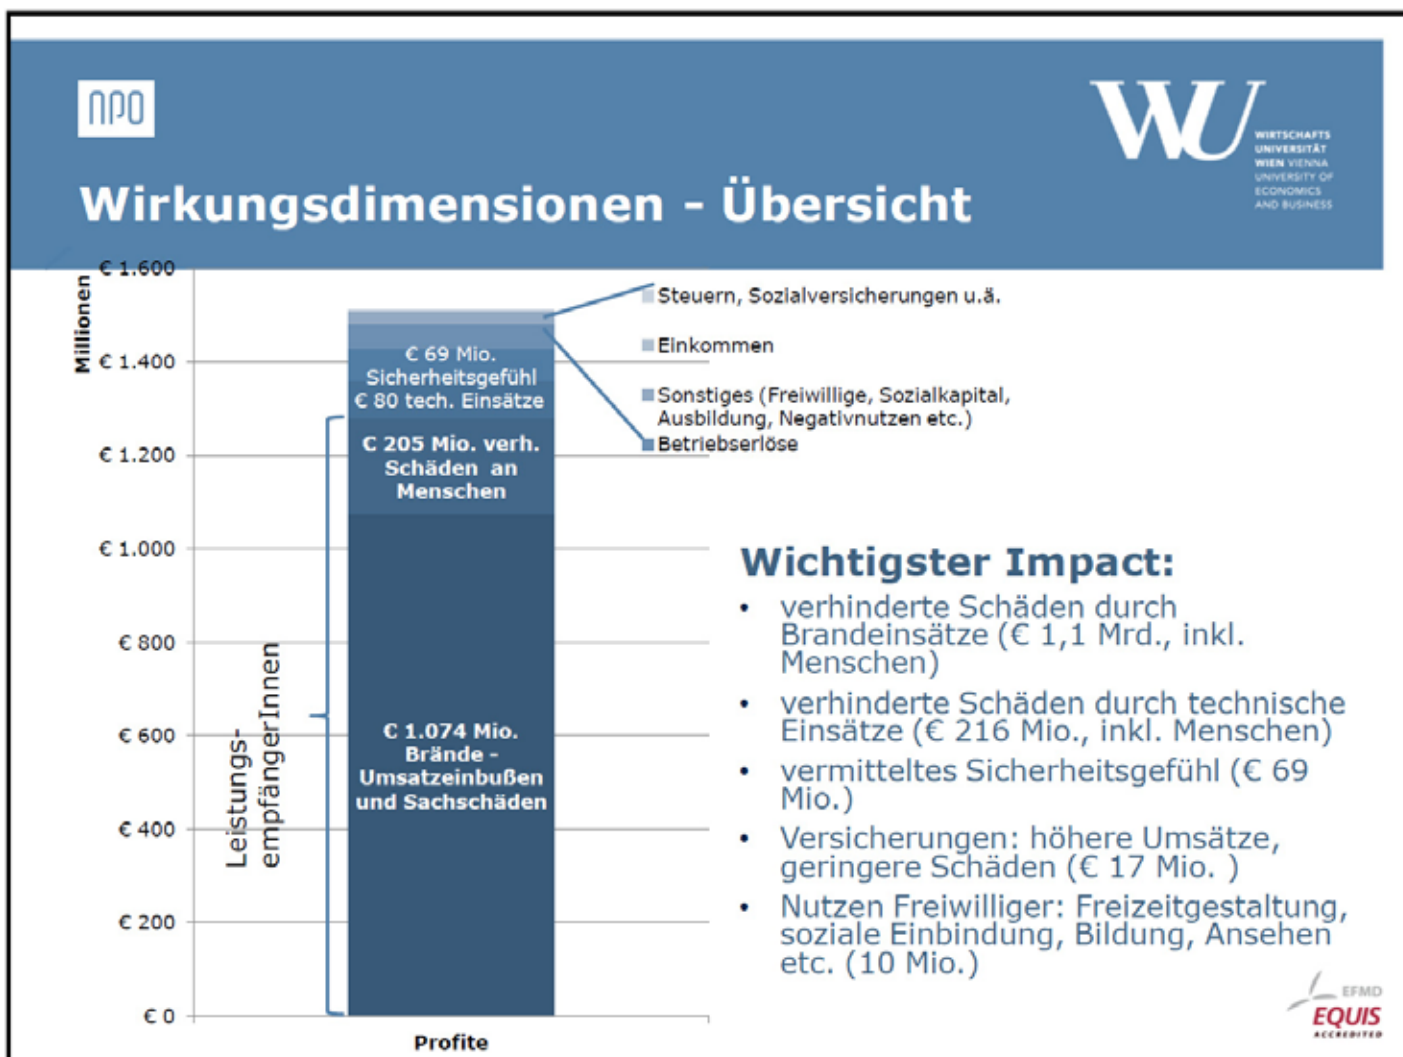 NPO
WU
WIRTSCHAFTS
UNIVERSITÄT
WIEN VIENNA
UNIVERSITY OF
ECONOMICS
AND BUSINESS
Wirkungsdimensionen - Übersicht
Millionen
€ 1.600
€ 1.400
€ 1.200
€ 1.000
€ 800
€ 600
€ 400
€ 200
€ 0
Leistungs-
empfängerInnen
€ 69 Mio.
Sicherheitsgefühl
€ 80 tech. Einsätze
€ 205 Mio. verh.
Schäden an
Menschen
€ 1.074 Mio.
Brände -
Umsatzeinbußen
und Sachschäden
Profite
Steuern, Sozialversicherungen u.ä.
Einkommen
Sonstiges (Freiwillige, Sozialkapital,
Ausbildung, Negativnutzen etc.)
Betriebserlöse
Wichtigster Impact:
• verhinderte Schäden durch
Brandeinsätze (€ 1,1 Mrd., inkl.
Menschen)
• verhinderte Schäden durch technische
Einsätze (€ 216 Mio., inkl. Menschen)
• vermitteltes Sicherheitsgefühl (€ 69
Mio.)
• Versicherungen: höhere Umsätze,
geringere Schäden (€ 17 Mio. )
• Nutzen Freiwilliger: Freizeitgestaltung,
soziale Einbindung, Bildung, Ansehen
etc. (10 Mio.)
EFMD
EQUIS
ACCREDITED